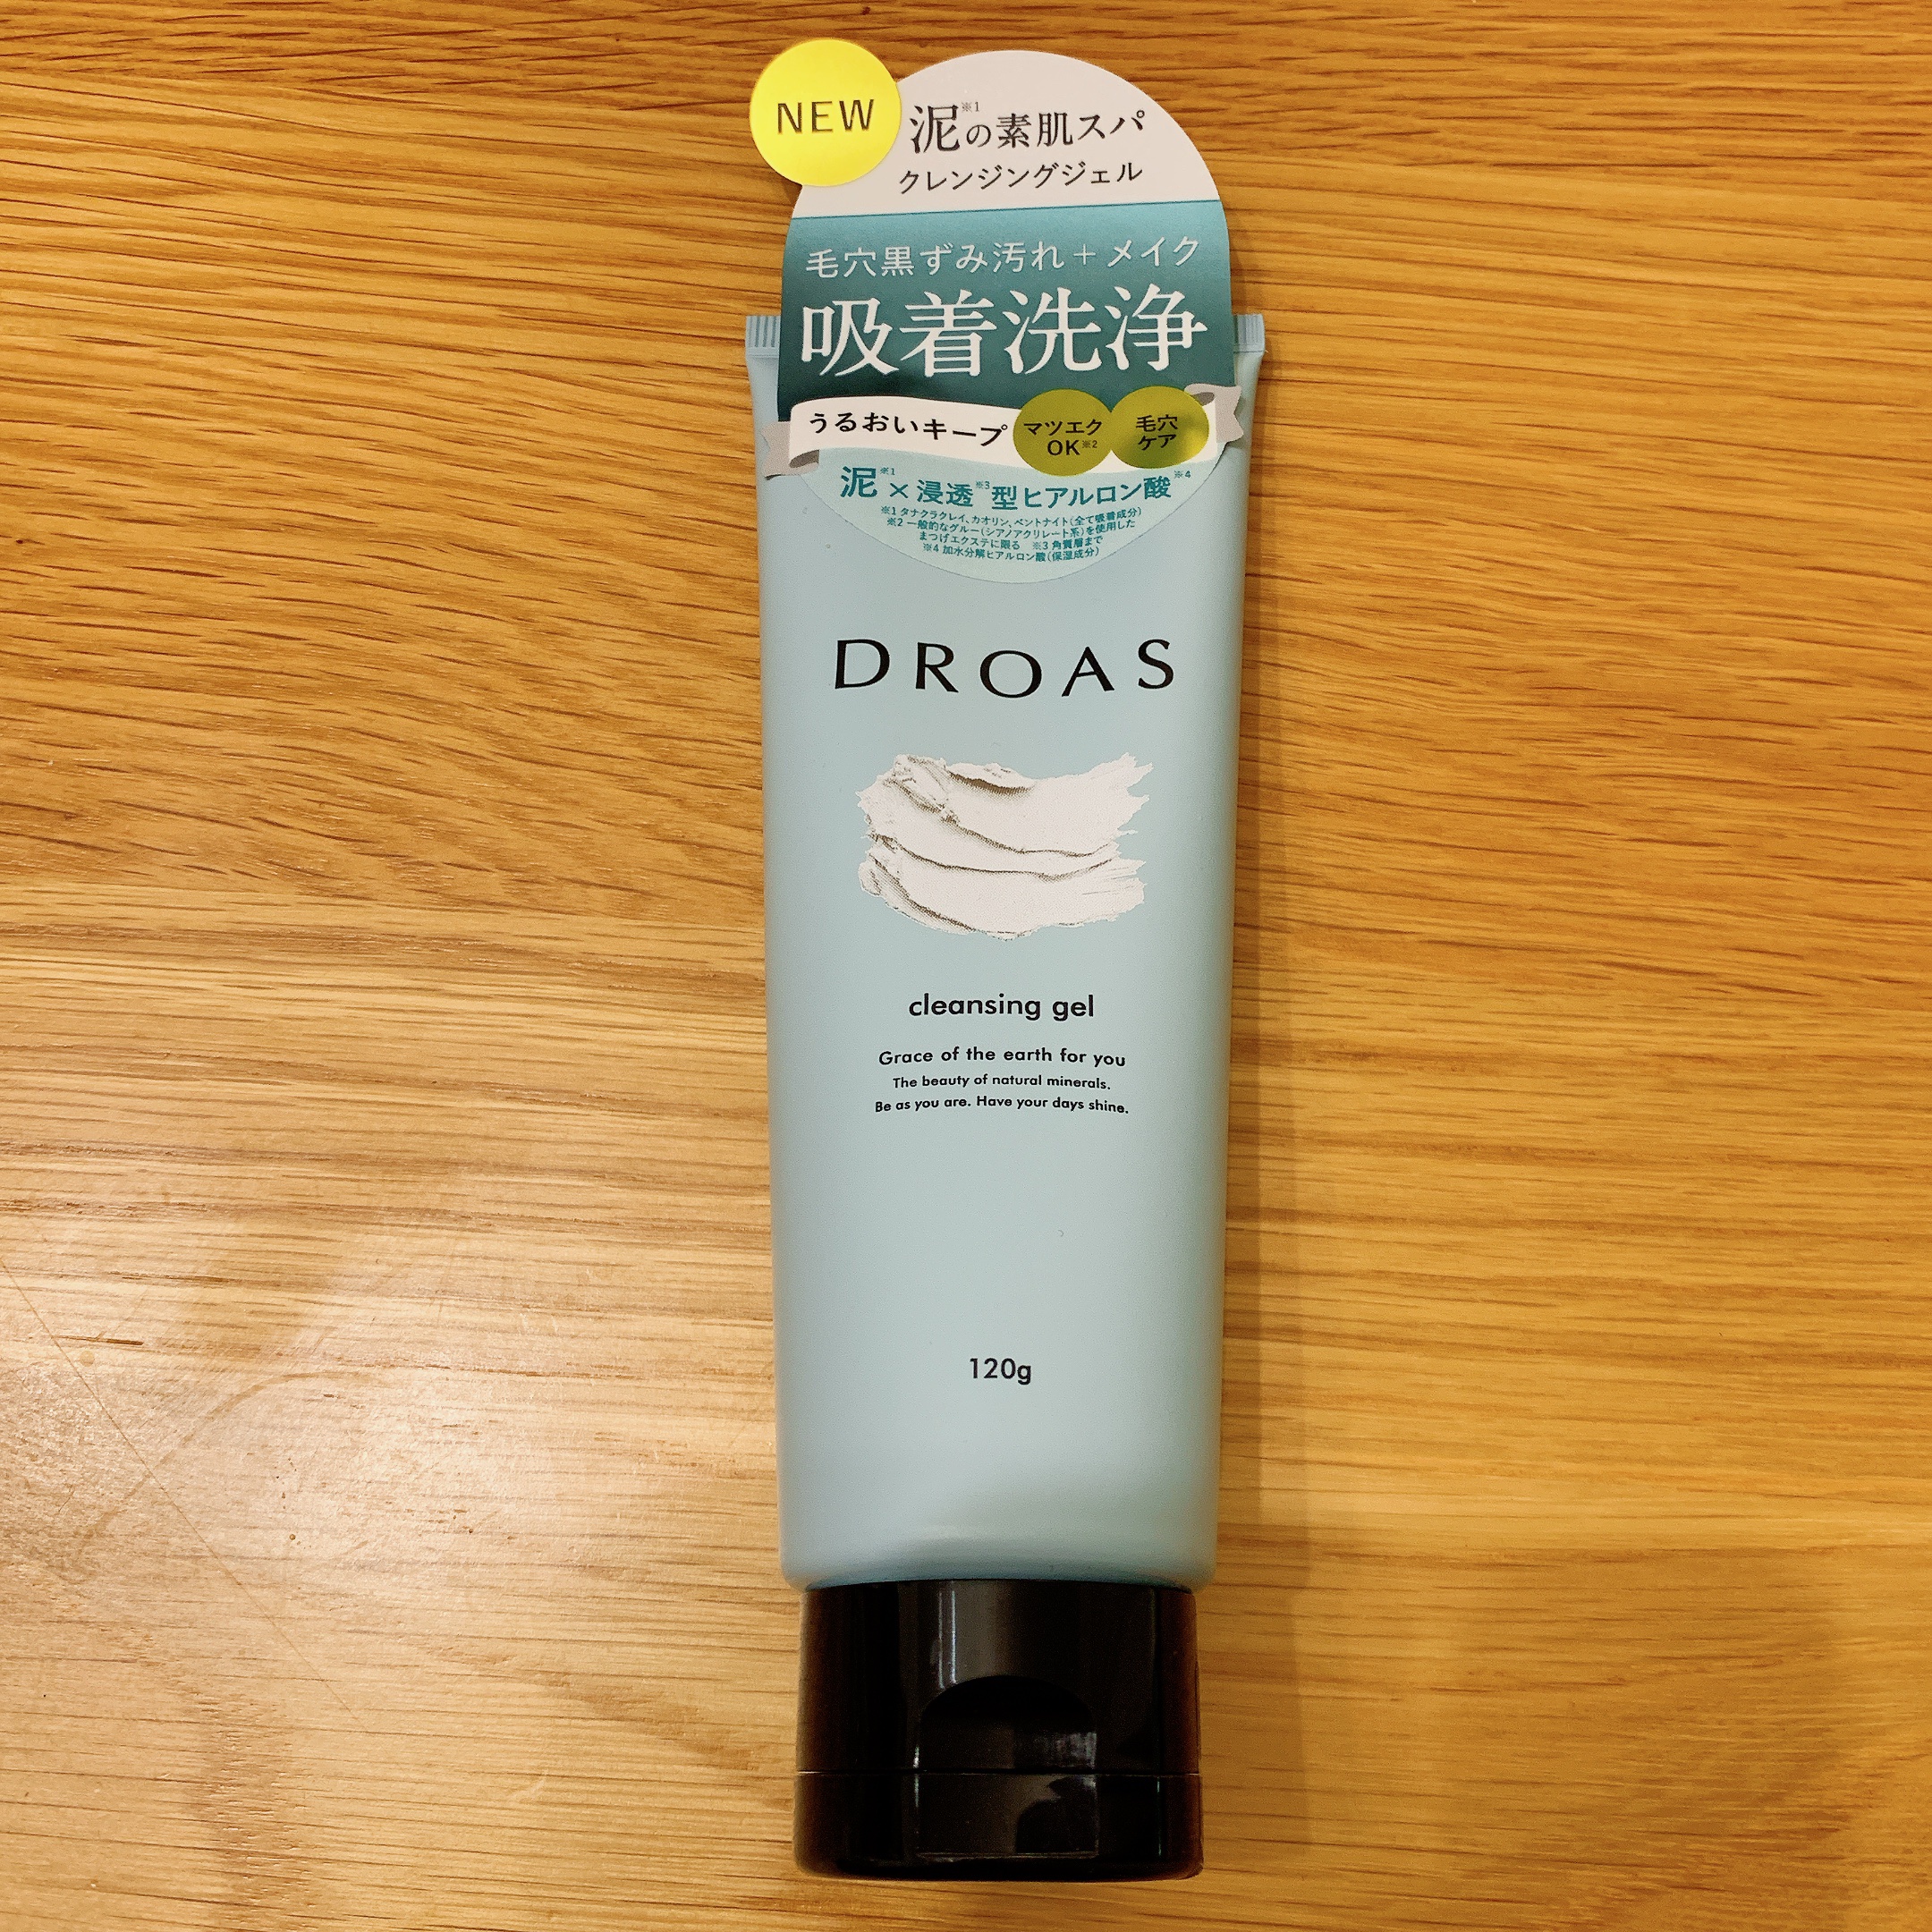 NEW
泥※1の素肌スパ
クレンジングジェル
毛穴黒ずみ汚れ+メイク
吸着洗浄
うるおいキープ
マツエク
OK※2
毛穴
ケア
泥※1×浸透※3型ヒアルロン酸※4
※1 タナクラクレイ、カオリン、ベントナイト(全て吸着成分)
※2 一般的なグルー(シアノアクリレート系)を使用した
まつげエクステに限る ※3 角質層まで
※4 加水分解ヒアルロン酸(保湿成分)
DROAS
cleansing gel
Grace of the earth for you
The beauty of natural minerals.
Be as you are. Have your days shine.
120g